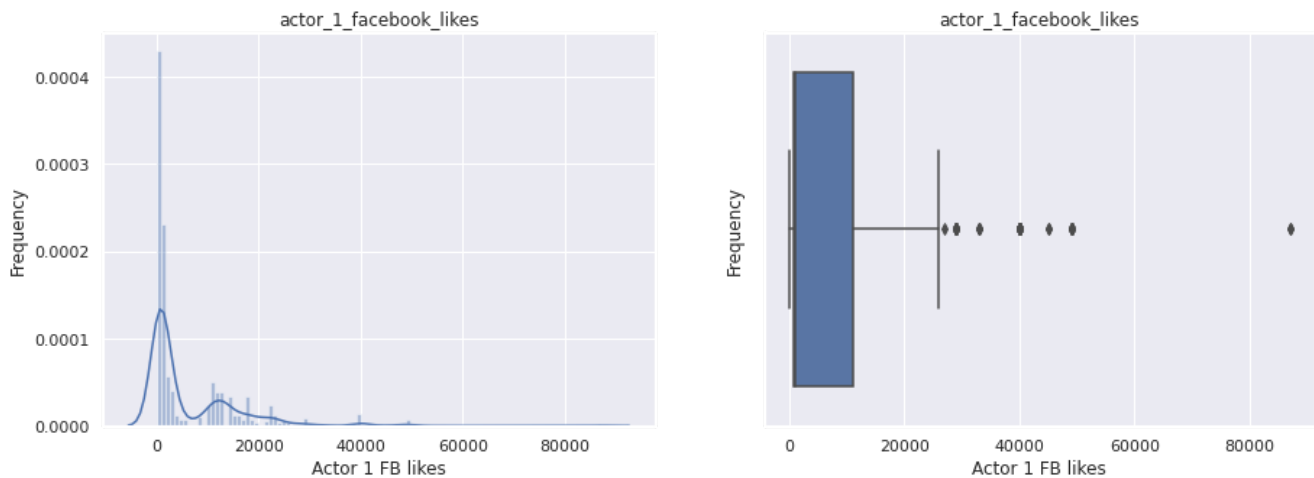 actor_1_facebook_likes
Frequency
0.0004
0.0003
0.0002
0.0001
0.0000
0 20000 40000 60000 80000
Actor 1 FB likes
actor_1_facebook_likes
Frequency
0 20000 40000 60000 80000
Actor 1 FB likes